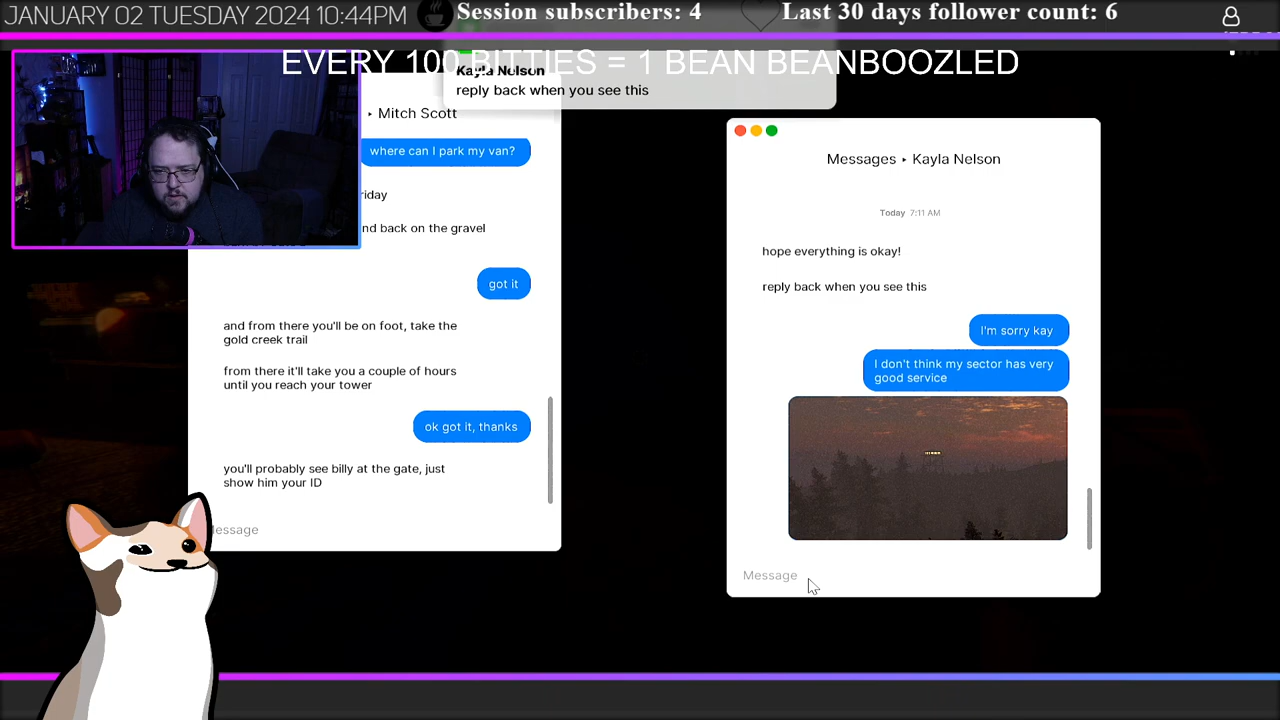 JANUARY 02 TUESDAY 2024 10:44PM
Session subscribers: 4
Last 30 days follower count: 6
EVERY 100 BITTIES = 1 BEAN BEANBOOZLED
Kayla Nelson
reply back when you see this
▸ Mitch Scott
where can I park my van?
riday
nd back on the gravel
got it
and from there you'll be on foot, take the
gold creek trail
from there it'll take you a couple of hours
until you reach your tower
ok got it, thanks
you'll probably see billy at the gate, just
show him your ID
essage
Messages ▸ Kayla Nelson
Today 7:11 AM
hope everything is okay!
reply back when you see this
I'm sorry kay
I don't think my sector has very
good service
Message